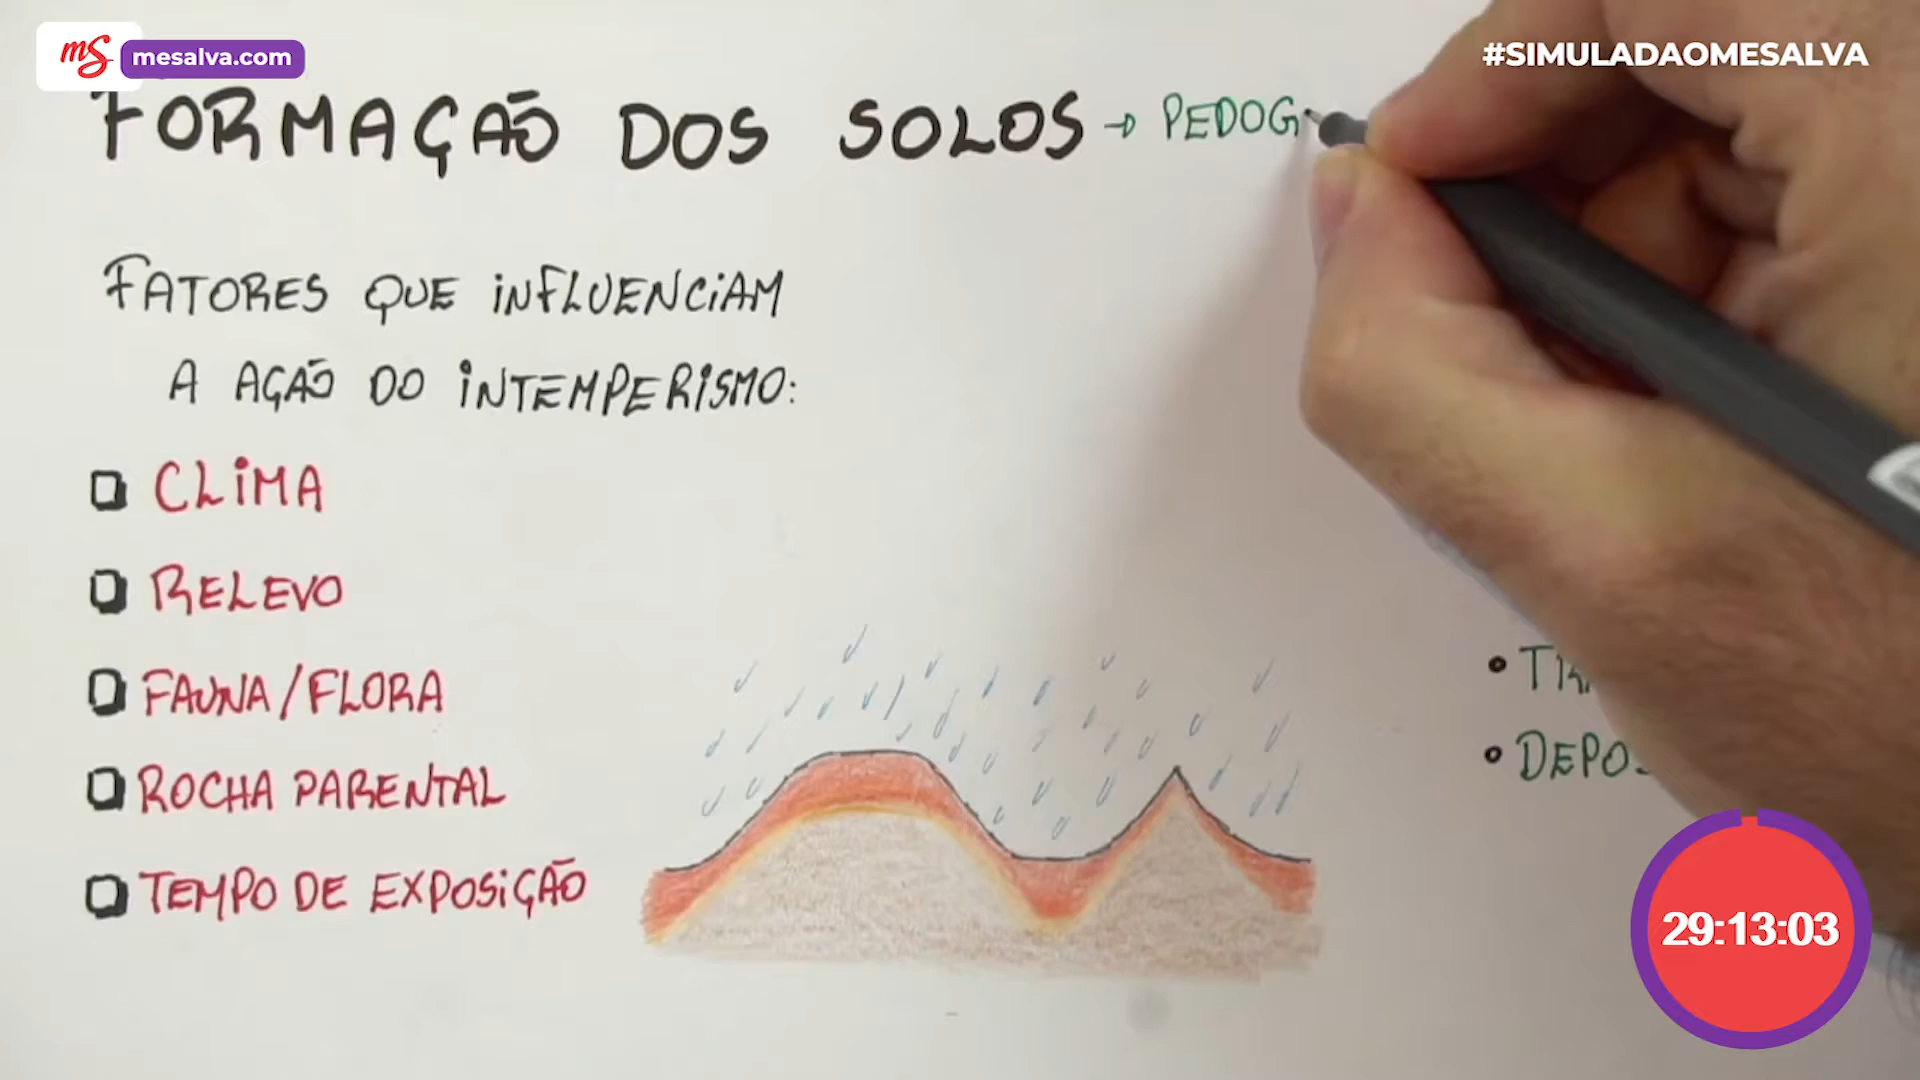 mS mesalva.com
#SIMULADAOMESALVA
FORMAÇÃO DOS SOLOS → PEDOG
FATORES QUE INFLUENCIAM
A AÇÃO DO INTEMPERISMO:
CLIMA
RELEVO
FAUNA/FLORA
ROCHA PARENTAL
TEMPO DE EXPOSIÇÃO
29:13:03